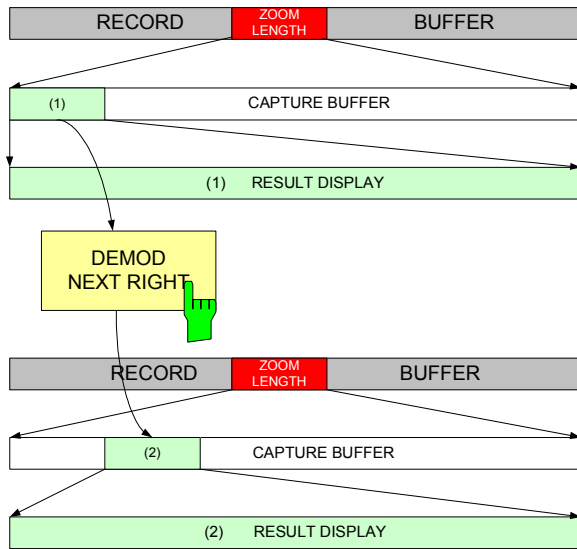 RECORD ZOOM LENGTH BUFFER
(1) CAPTURE BUFFER
(1) RESULT DISPLAY
DEMOD
NEXT RIGHT
RECORD ZOOM LENGTH BUFFER
(2) CAPTURE BUFFER
(2) RESULT DISPLAY